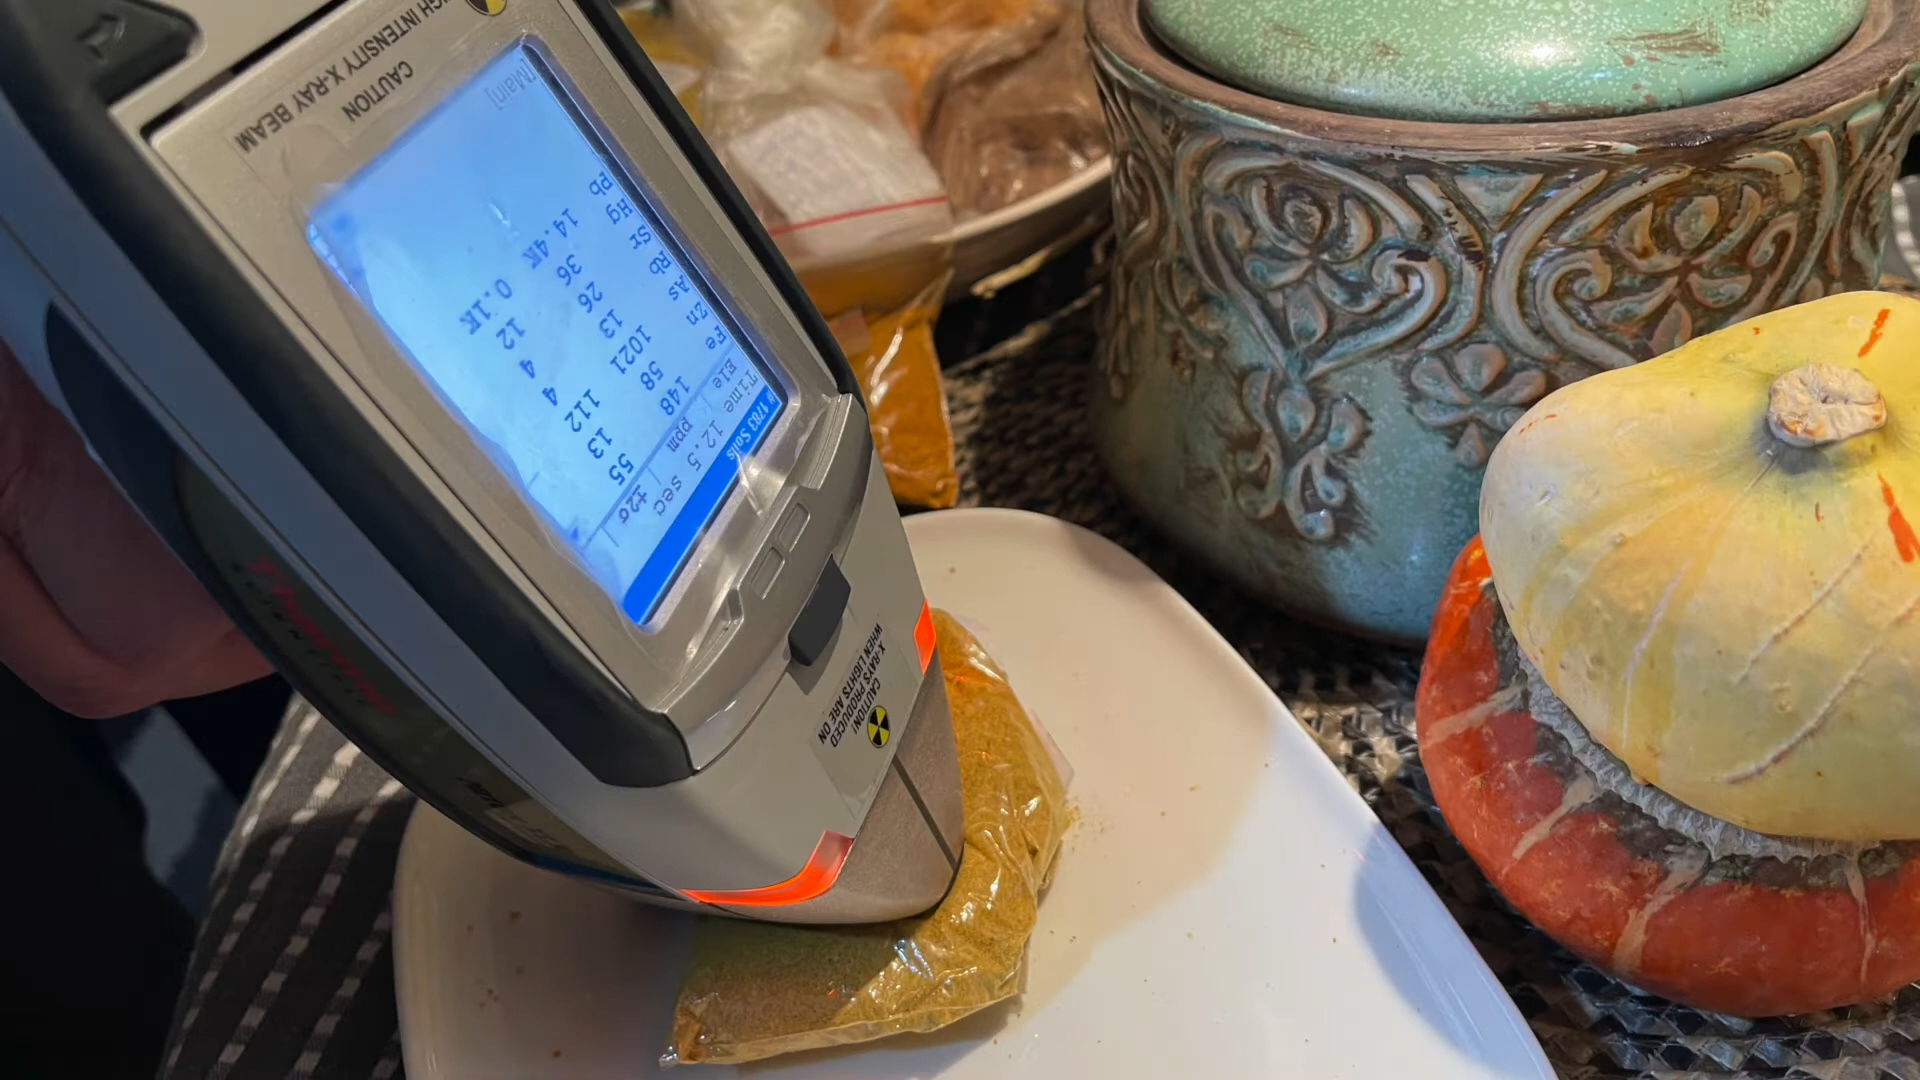 CAUTION!
X-RAYS PRODUCED
WHEN LIGHTS ARE ON
# 1783 Soils
Time 12.5 sec
Ele ppm ±2σ
Fe 148 55
Zn 58 13
As 1021 112
Rb 13 4
Sr 26 4
Hg 36 12
Pb 14.4K 0.1K
[Main]
CAUTION
HIGH INTENSITY X-RAY BEAM
Thermo